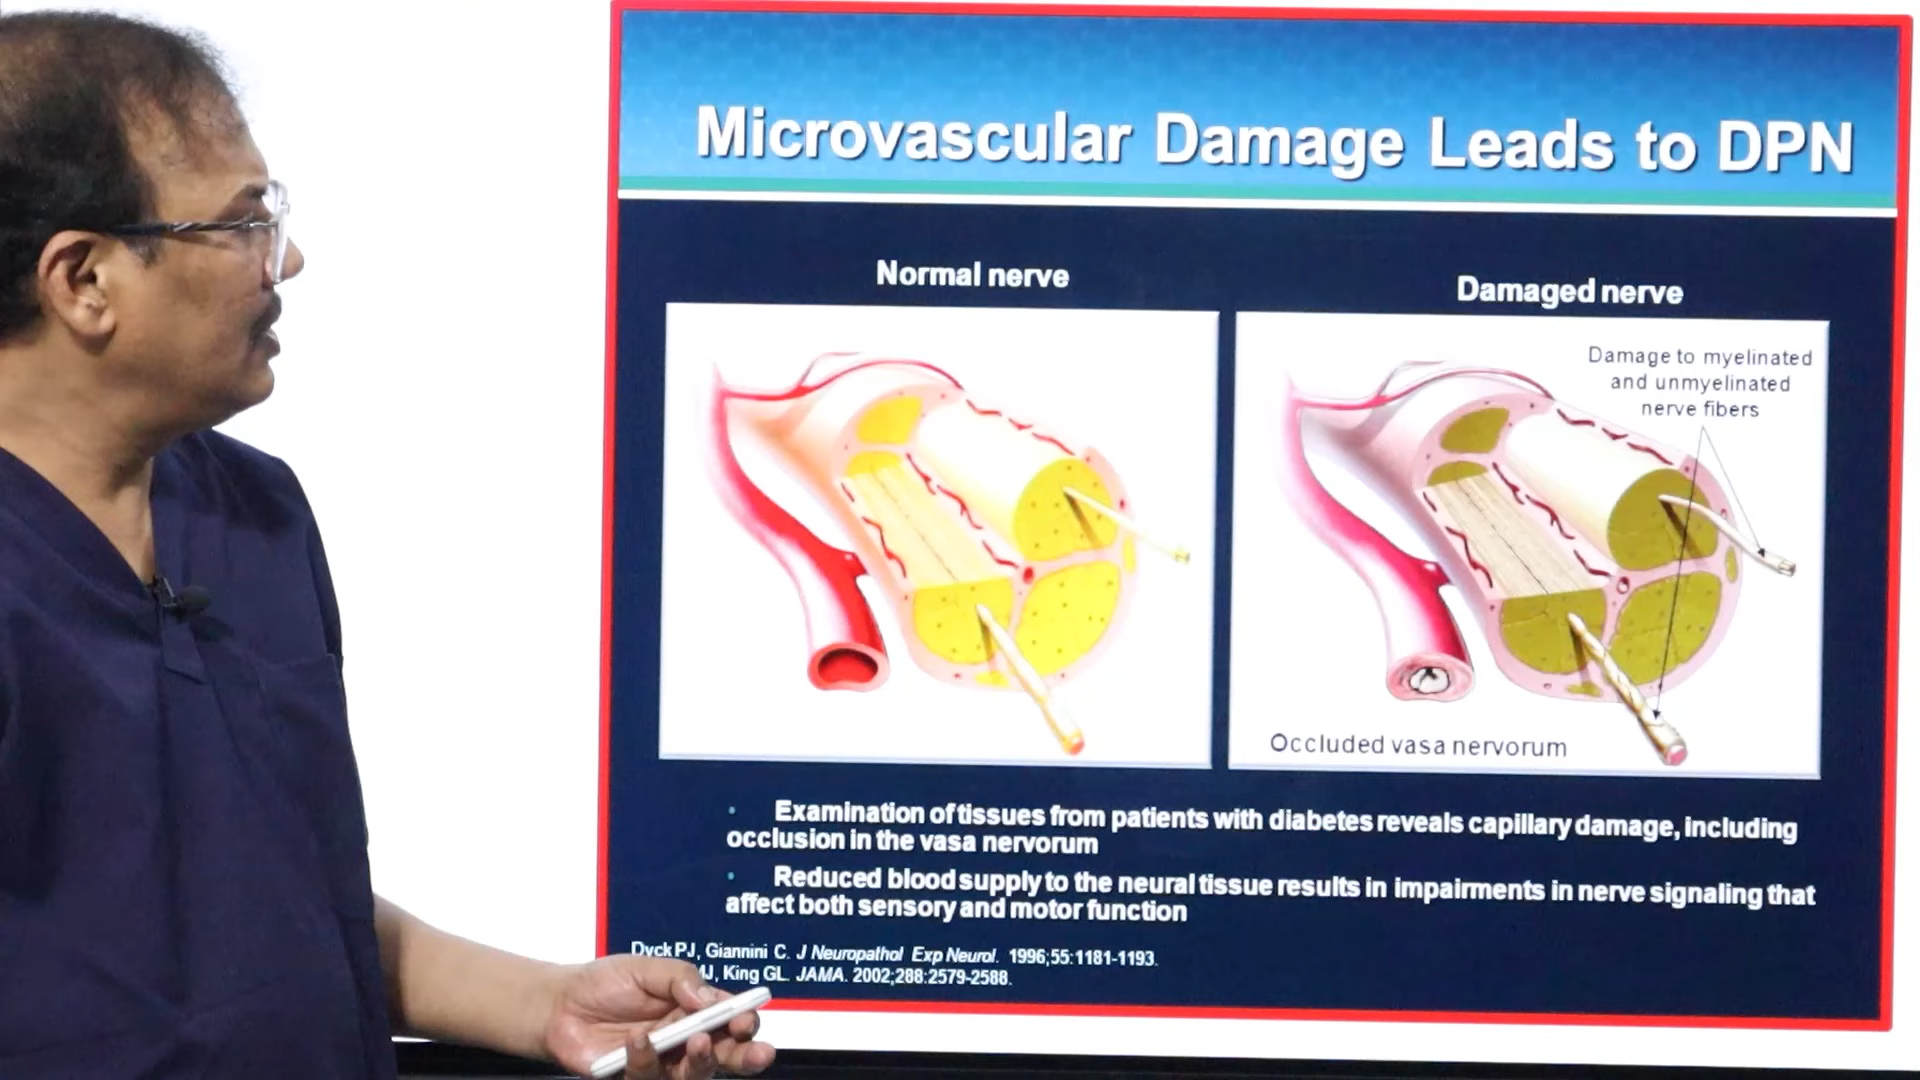 Microvascular Damage Leads to DPN
Normal nerve
Damaged nerve
Damage to myelinated
and unmyelinated
nerve fibers
Occluded vasa nervorum
• Examination of tissues from patients with diabetes reveals capillary damage, including
occlusion in the vasa nervorum
• Reduced blood supply to the neural tissue results in impairments in nerve signaling that
affect both sensory and motor function
Dyck PJ, Giannini C. J Neuropathol Exp Neurol. 1996;55:1181-1193.
MJ, King GL. JAMA. 2002;288:2579-2588.